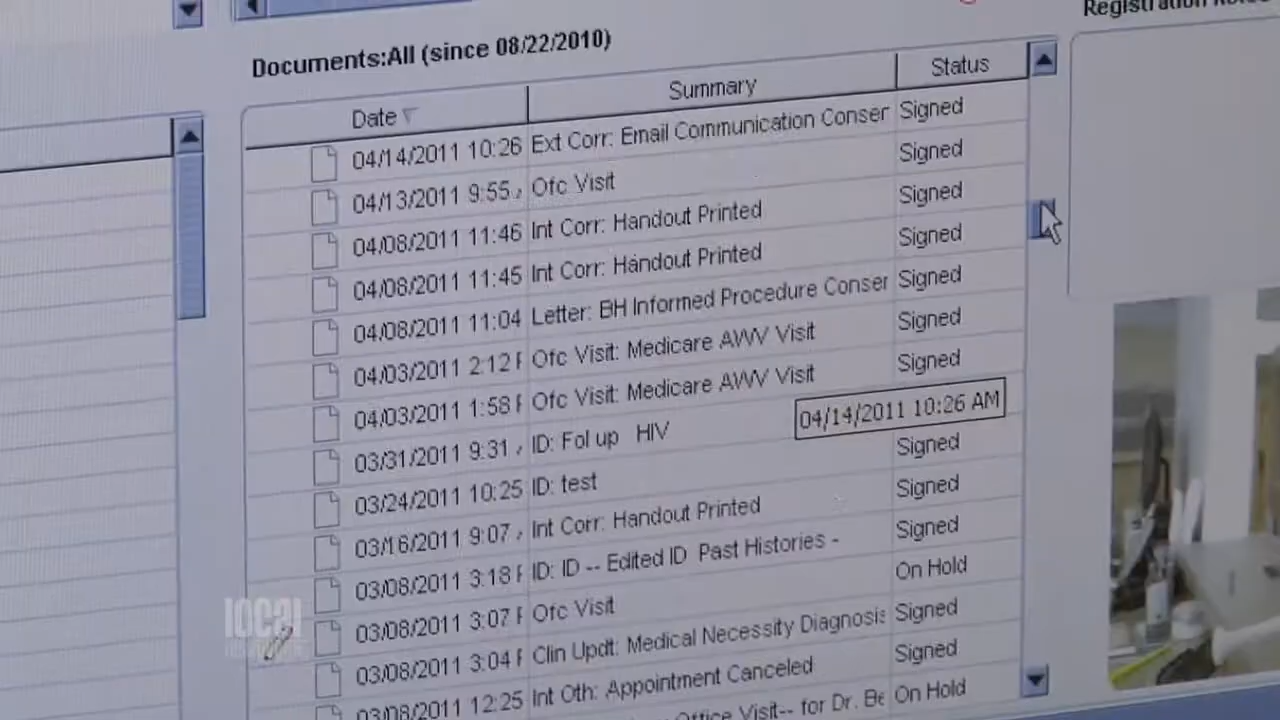 Registration
Documents:All (since 08/22/2010)
Date Summary Status
04/14/2011 10:26 Ext Corr: Email Communication Conser Signed
04/13/2011 9:55 Ofc Visit Signed
04/08/2011 11:46 Int Corr: Handout Printed Signed
04/08/2011 11:45 Int Corr: Handout Printed Signed
04/08/2011 11:04 Letter: BH Informed Procedure Conser Signed
04/03/2011 2:12 Ofc Visit: Medicare AWV Visit Signed
04/03/2011 1:58 Ofc Visit: Medicare AWV Visit Signed
04/14/2011 10:26 AM
03/31/2011 9:31 ID: Fol up HIV
03/24/2011 10:25 ID: test Signed
03/16/2011 9:07 Int Corr: Handout Printed Signed
03/08/2011 3:18 ID: ID -- Edited ID Past Histories - Signed
03/08/2011 3:07 Ofc Visit On Hold
03/08/2011 3:04 Clin Updt: Medical Necessity Diagnosis Signed
03/08/2011 12:25 Int Oth: Appointment Canceled Signed
Office Visit-- for Dr. Be On Hold
local